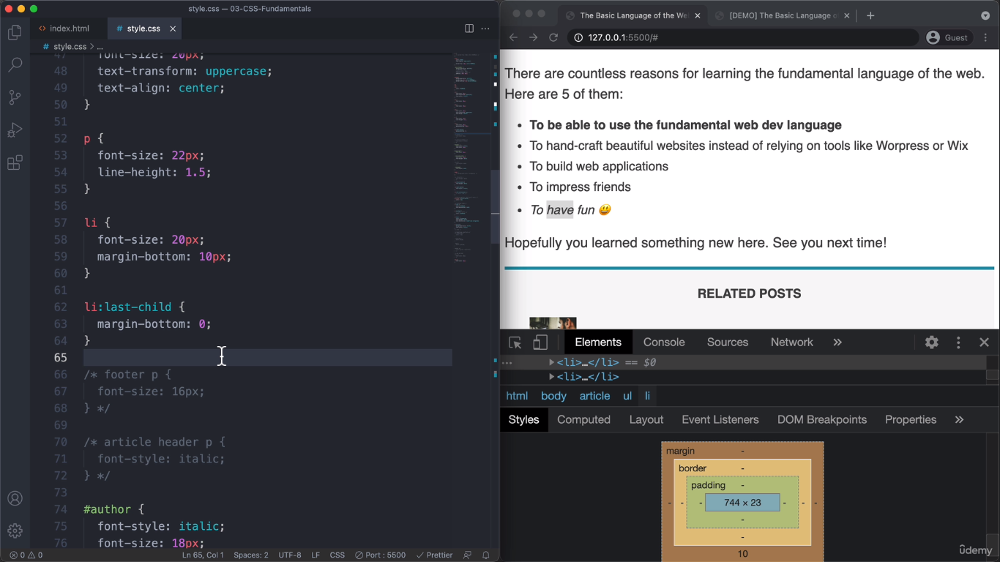 style.css — 03-CSS-Fundamentals
index.html
# style.css
# style.css > ...
47 font-size: 20px;
48 text-transform: uppercase;
49 text-align: center;
50 }
51
52 p {
53 font-size: 22px;
54 line-height: 1.5;
55 }
56
57 li {
58 font-size: 20px;
59 margin-bottom: 10px;
60 }
61
62 li:last-child {
63 margin-bottom: 0;
64 }
65
66 /* footer p {
67 font-size: 16px;
68 } */
69
70 /* article header p {
71 font-style: italic;
72 } */
73
74 #author {
75 font-style: italic;
76 font-size: 18px;
0 0 Ln 65, Col 1 Spaces: 2 UTF-8 LF CSS Port : 5500 Prettier
The Basic Language of the We
[DEMO] The Basic Language o
127.0.0.1:5500/#
Guest
There are countless reasons for learning the fundamental language of the web.
Here are 5 of them:
• To be able to use the fundamental web dev language
• To hand-craft beautiful websites instead of relying on tools like Worpress or Wix
• To build web applications
• To impress friends
• To have fun 😃
Hopefully you learned something new here. See you next time!
RELATED POSTS
Elements Console Sources Network »
... <li>…</li> == $0
<li>…</li>
html body article ul li
Styles Computed Layout Event Listeners DOM Breakpoints Properties »
margin -
border -
padding -
- - - 744 × 23 - - -
-
-
10
ûdemy